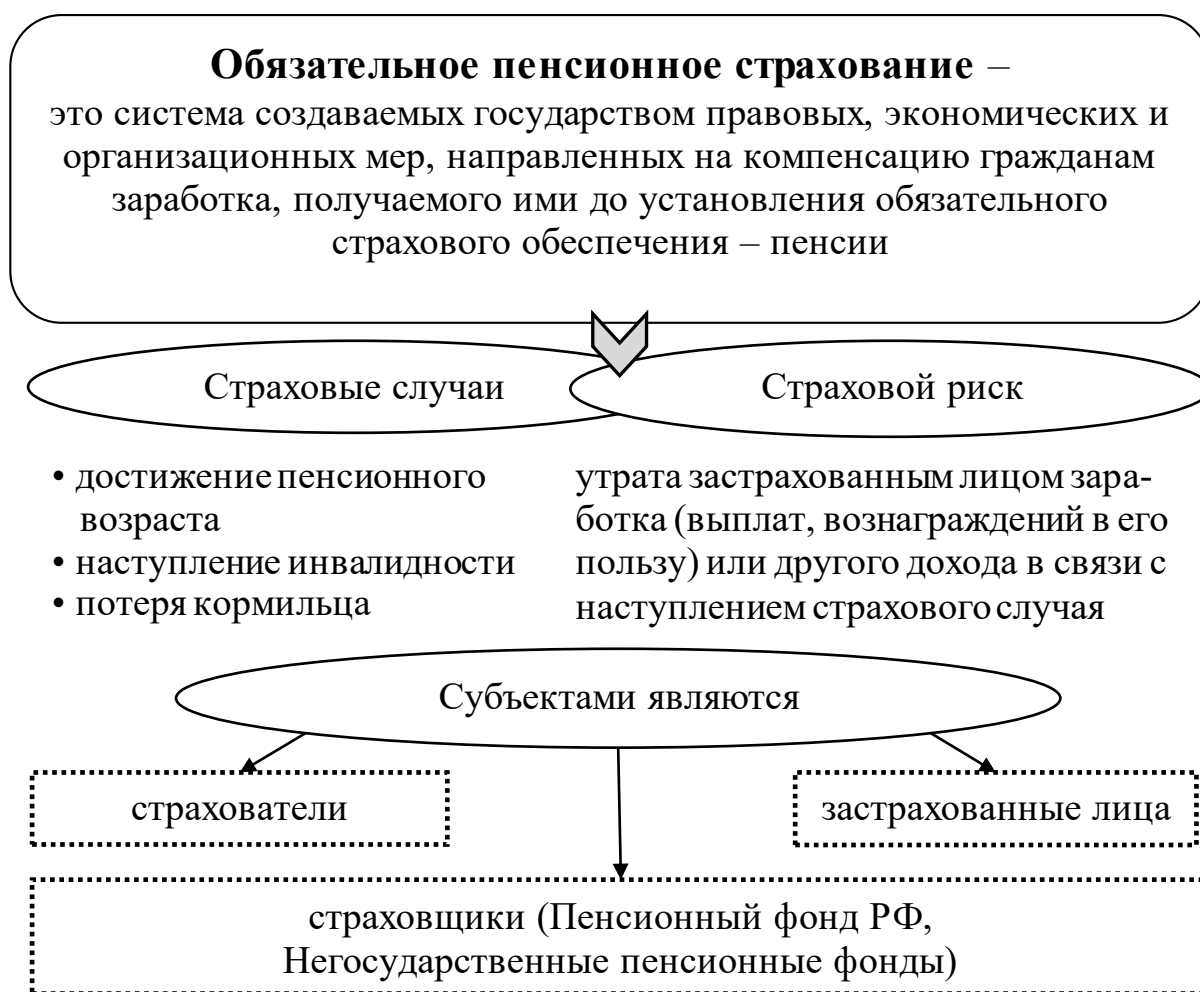 Обязательное пенсионное страхование –
это система создаваемых государством правовых, экономических и
организационных мер, направленных на компенсацию гражданам
заработка, получаемого ими до установления обязательного
страхового обеспечения – пенсии
Страховые случаи
Страховой риск
• достижение пенсионного
возраста
• наступление инвалидности
• потеря кормильца
утрата застрахованным лицом зара-
ботка (выплат, вознаграждений в его
пользу) или другого дохода в связи с
наступлением страхового случая
Субъектами являются
страхователи
застрахованные лица
страховщики (Пенсионный фонд РФ,
Негосударственные пенсионные фонды)